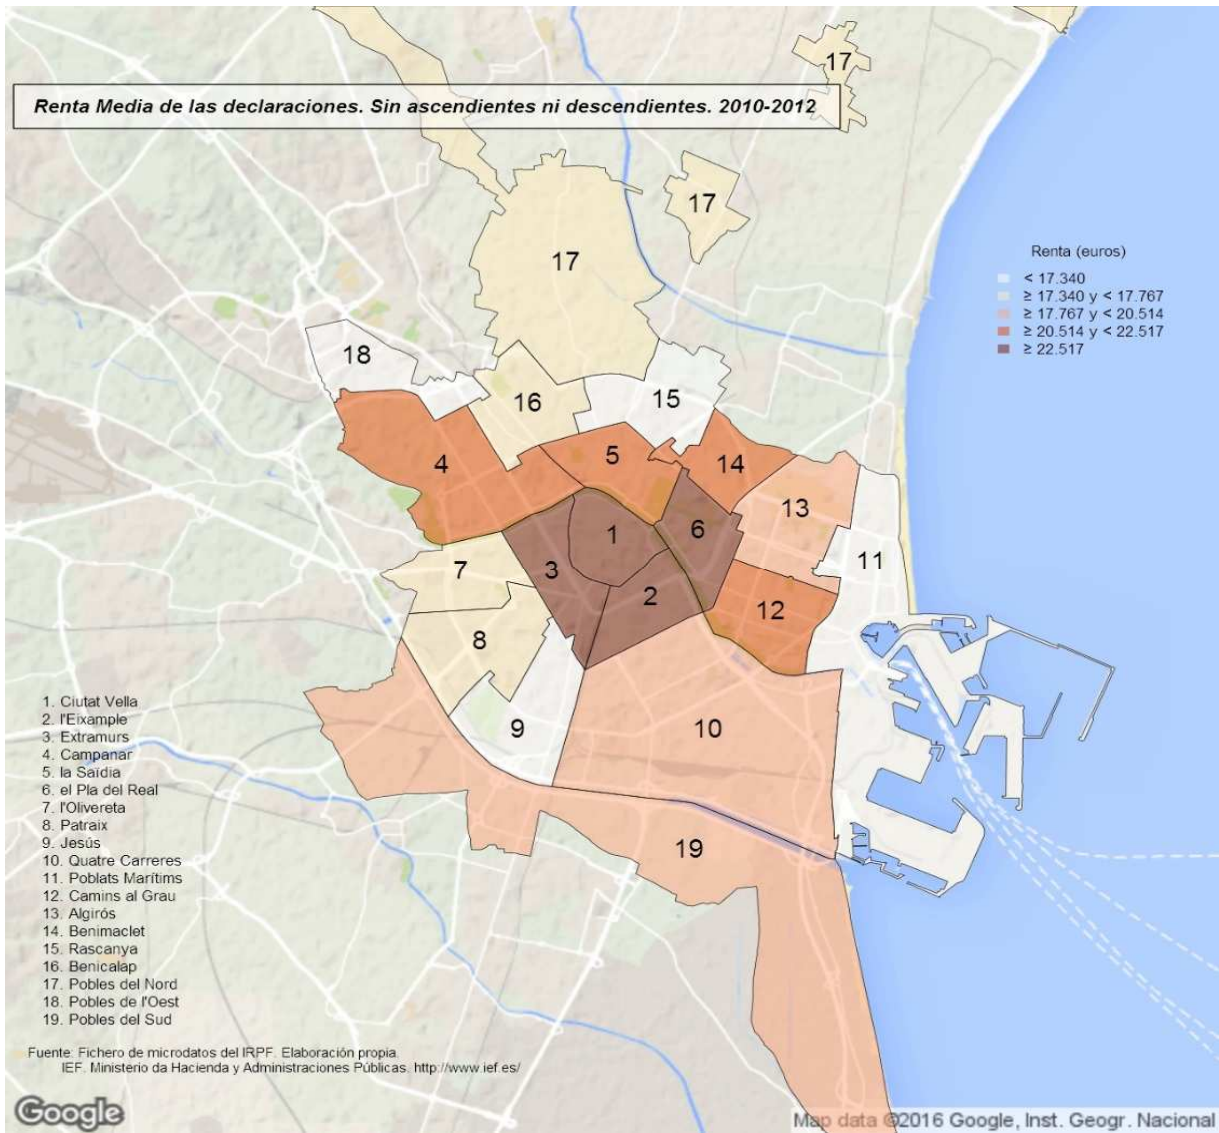 17
Renta Media de las declaraciones. Sin ascendientes ni descendientes. 2010-2012
17
17
Renta (euros)
< 17.340
≥ 17.340 y < 17.767
≥ 17.767 y < 20.514
≥ 20.514 y < 22.517
≥ 22.517
18
16
15
4
5
14
13
6
1
11
3
7
2
12
8
9
10
19
1. Ciutat Vella
2. l'Eixample
3. Extramurs
4. Campanar
5. la Saïdia
6. el Pla del Real
7. l'Olivereta
8. Patraix
9. Jesús
10. Quatre Carreres
11. Poblats Marítims
12. Camins al Grau
13. Algirós
14. Benimaclet
15. Rascanya
16. Benicalap
17. Pobles del Nord
18. Pobles de l'Oest
19. Pobles del Sud
Fuente: Fichero de microdatos del IRPF. Elaboración propia.
IEF. Ministerio da Hacienda y Administraciones Públicas. http://www.ief.es/
Google
Map data ©2016 Google, Inst. Geogr. Nacional